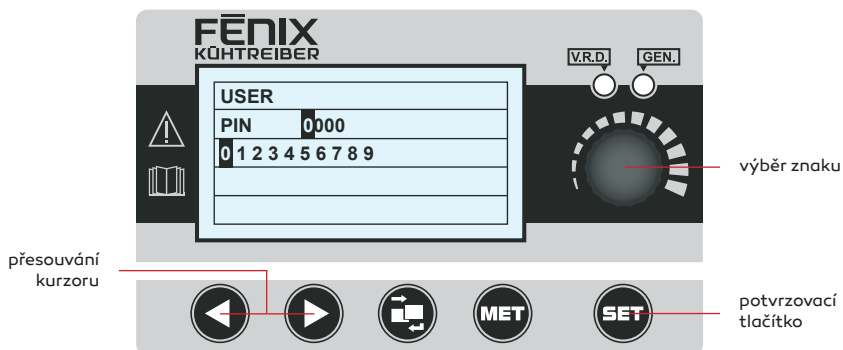 FĒNIX
KÜHTREIBER
V.R.D. GEN.
USER
PIN 0000
0 1 2 3 4 5 6 7 8 9
výběr znaku
přesouvání
kurzoru
MET
SET
potvrzovací
tlačítko